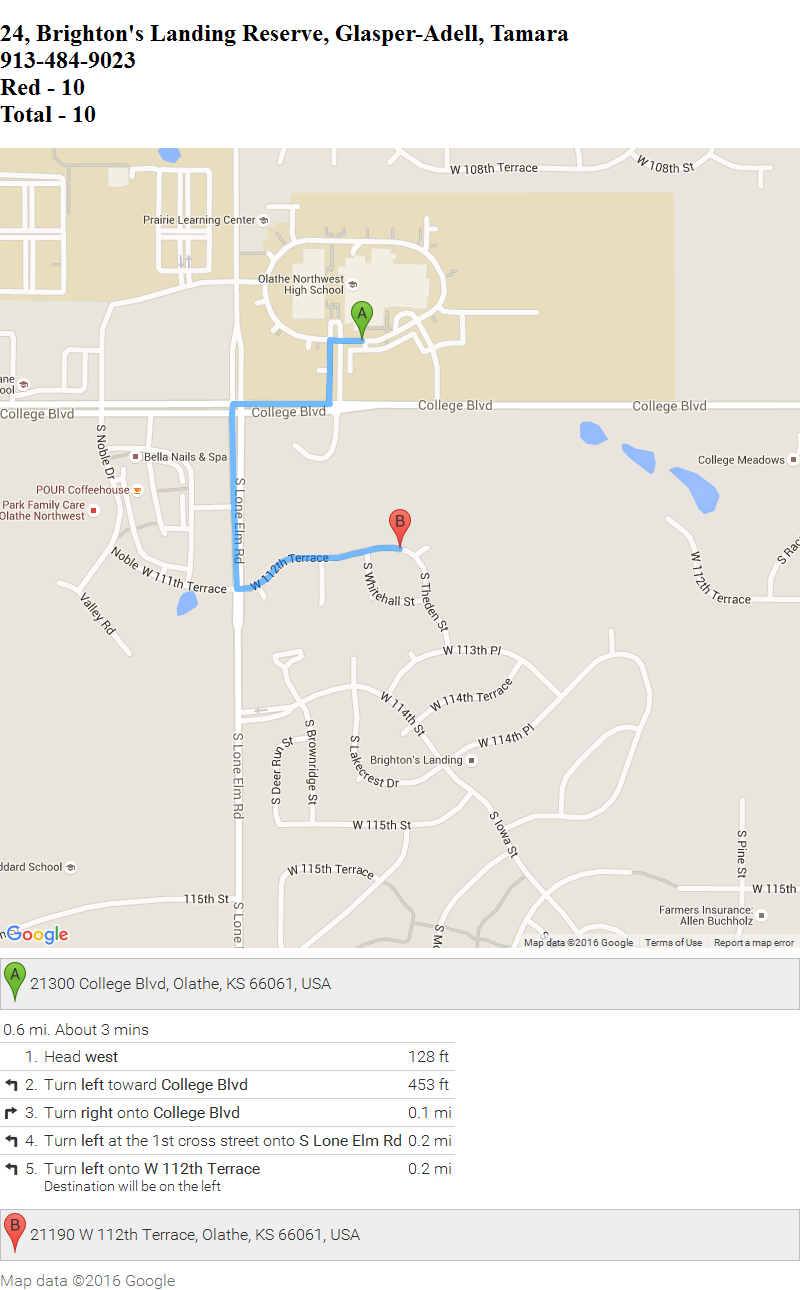 24, Brighton's Landing Reserve, Glasper-Adell, Tamara
913-484-9023
Red - 10
Total - 10
W 108th Terrace
W 108th St
Prairie Learning Center
Olathe Northwest
High School
A
ane
ool
College Blvd
College Blvd
College Blvd
College Blvd
S Noble Dr
Bella Nails & Spa
College Meadows
POUR Coffeehouse
Park Family Care
Olathe Northwest
S Lone Elm Rd
B
Noble
W 111th Terrace
W 112th Terrace
W 112th Terrace
S Rac
Valley Rd
S Whitehall St
S Theden St
W 113th Pl
W 114th Terrace
W 114th St
W 114th Pl
S Lone Elm Rd
S Deer Run St
S Brownridge St
S Lakecrest Dr
Brighton's Landing
W 115th St
S Iowa St
S Pine St
ddard School
W 115th Terrace
W 115th
115th St
S Lone
Farmers Insurance:
Allen Buchholz
Google
Map data ©2016 Google
Terms of Use
Report a map error
A
21300 College Blvd, Olathe, KS 66061, USA
0.6 mi. About 3 mins
1. Head west 128 ft
2. Turn left toward College Blvd 453 ft
3. Turn right onto College Blvd 0.1 mi
4. Turn left at the 1st cross street onto S Lone Elm Rd 0.2 mi
5. Turn left onto W 112th Terrace 0.2 mi
Destination will be on the left
B
21190 W 112th Terrace, Olathe, KS 66061, USA
Map data ©2016 Google